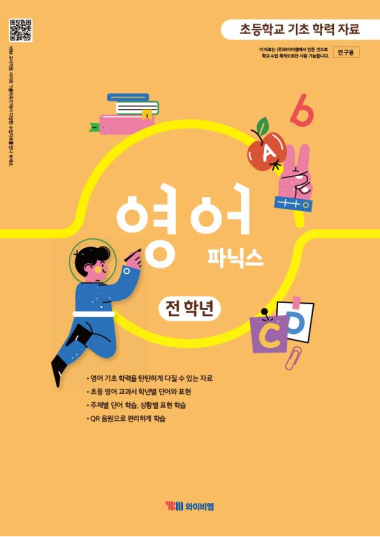 초등학교 기초 학력 자료
이 자료는 (주)와이비엠에서 만든 것으로
학교 수업 목적으로만 사용 가능합니다.
연구용
b
A
영어
파닉스
전 학년
C
D
• 영어 기초 학력을 탄탄하게 다질 수 있는 자료
• 초등 영어 교과서 학년별 단어와 표현
• 주제별 단어 학습, 상황별 표현 학습
• QR 음원으로 편리하게 학습
YBM 와이비엠